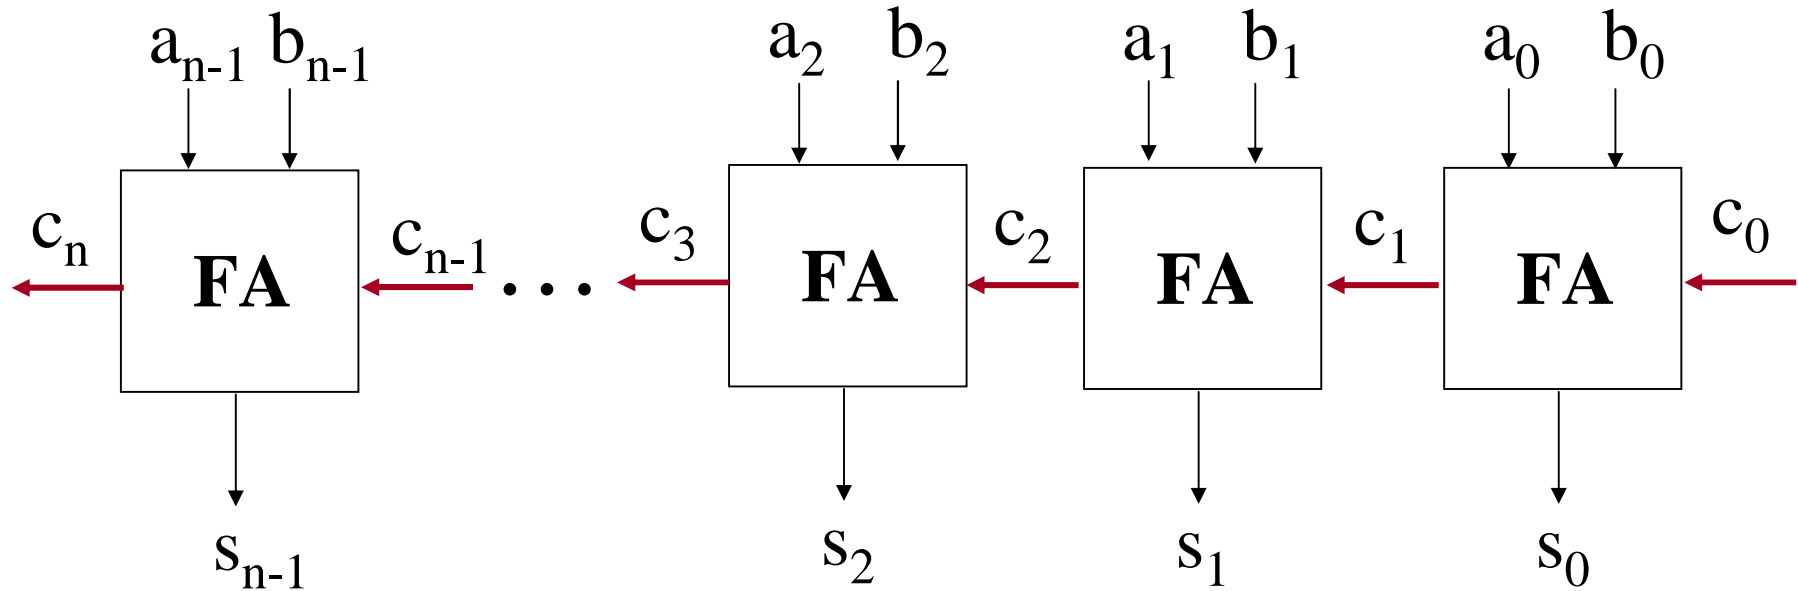 aₙ₋₁ bₙ₋₁ a₂ b₂ a₁ b₁ a₀ b₀
cₙ FA cₙ₋₁ ••• c₃ FA c₂ FA c₁ FA c₀
sₙ₋₁ s₂ s₁ s₀